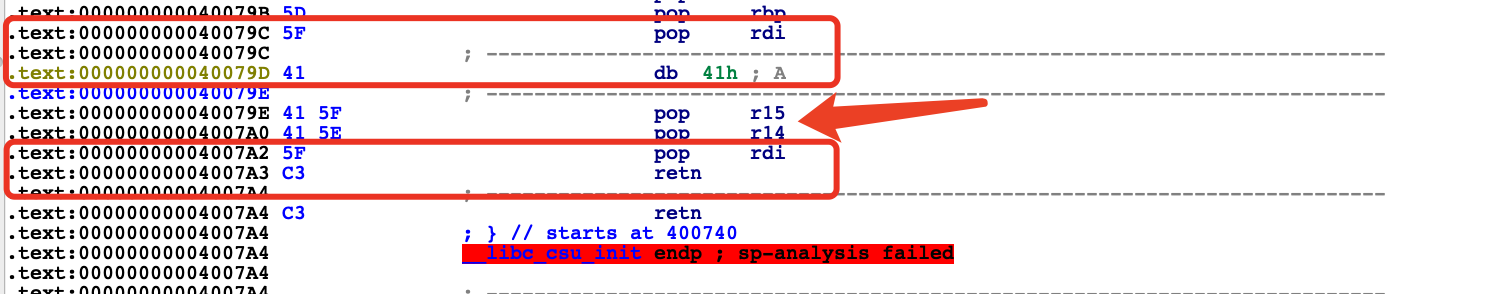 .text:000000000040079B 5D pop rbp
.text:000000000040079C 5F pop rdi
.text:000000000040079C ; ---------------------------------------------------------------------------
.text:000000000040079D 41 db 41h ; A
.text:000000000040079E ; ---------------------------------------------------------------------------
.text:000000000040079E 41 5F pop r15
.text:00000000004007A0 41 5E pop r14
.text:00000000004007A2 5F pop rdi
.text:00000000004007A3 C3 retn
.text:00000000004007A4 ; ---------------------------------------------------------------------------
.text:00000000004007A4 C3 retn
.text:00000000004007A4 ; } // starts at 400740
.text:00000000004007A4 __libc_csu_init endp ; sp-analysis failed
.text:00000000004007A4
.text:00000000004007A4 ; ---------------------------------------------------------------------------